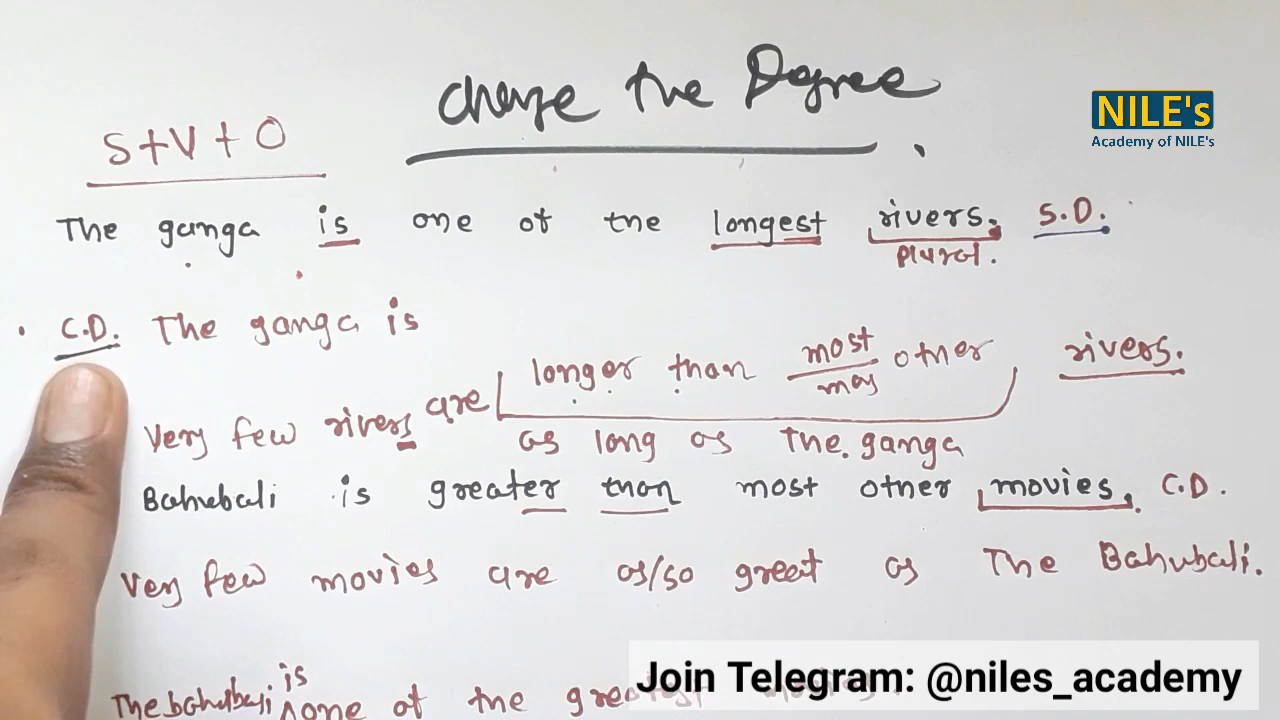 Change the Degree.
NILE's
Academy of NILE's
S+V+O
The ganga is one of the longest rivers. S.D.
plural.
C.D. The ganga is
longer than most other rivers.
many
Very few rivers are
as long as the ganga
Bahubali is greater than most other movies. C.D.
Very few movies are as/so great as The Bahubali.
is
The bahubali one of the greatest
Join Telegram: @niles_academy